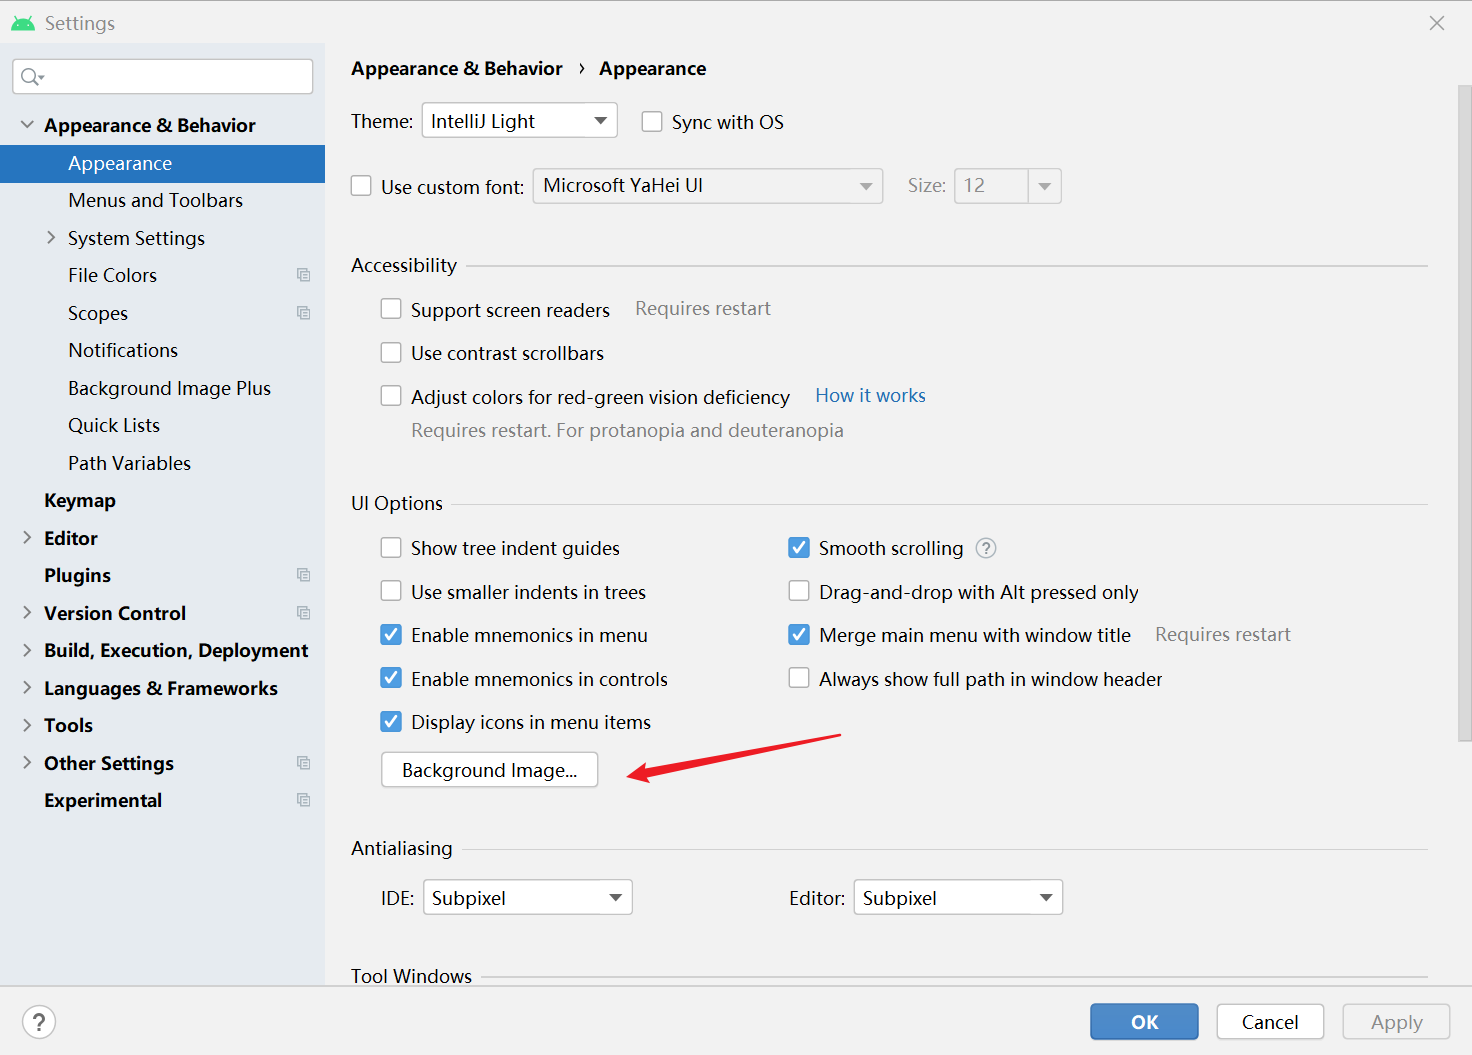 Settings
Appearance & Behavior
Appearance
Menus and Toolbars
System Settings
File Colors
Scopes
Notifications
Background Image Plus
Quick Lists
Path Variables
Keymap
Editor
Plugins
Version Control
Build, Execution, Deployment
Languages & Frameworks
Tools
Other Settings
Experimental
Appearance & Behavior › Appearance
Theme: IntelliJ Light Sync with OS
Use custom font: Microsoft YaHei UI Size: 12
Accessibility
Support screen readers Requires restart
Use contrast scrollbars
Adjust colors for red-green vision deficiency How it works
Requires restart. For protanopia and deuteranopia
UI Options
Show tree indent guides Smooth scrolling ?
Use smaller indents in trees Drag-and-drop with Alt pressed only
Enable mnemonics in menu Merge main menu with window title Requires restart
Enable mnemonics in controls Always show full path in window header
Display icons in menu items
Background Image...
Antialiasing
IDE: Subpixel Editor: Subpixel
Tool Windows
? OK Cancel Apply